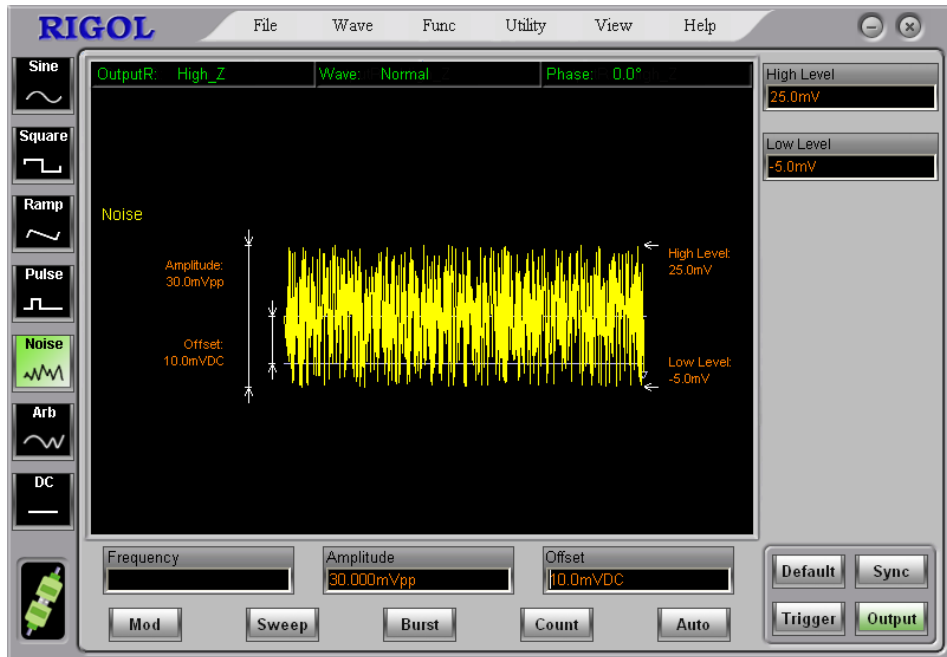 RIGOL
File Wave Func Utility View Help
Sine
Square
Ramp
Pulse
Noise
Arb
DC
OutputR: High_Z Wave: Normal Phase: 0.0°
Noise
Amplitude:
30.0mVpp
Offset:
10.0mVDC
High Level:
25.0mV
Low Level:
-5.0mV
High Level
25.0mV
Low Level
-5.0mV
Frequency Amplitude Offset
30.000mVpp 10.0mVDC
Mod Sweep Burst Count Auto
Default Sync
Trigger Output